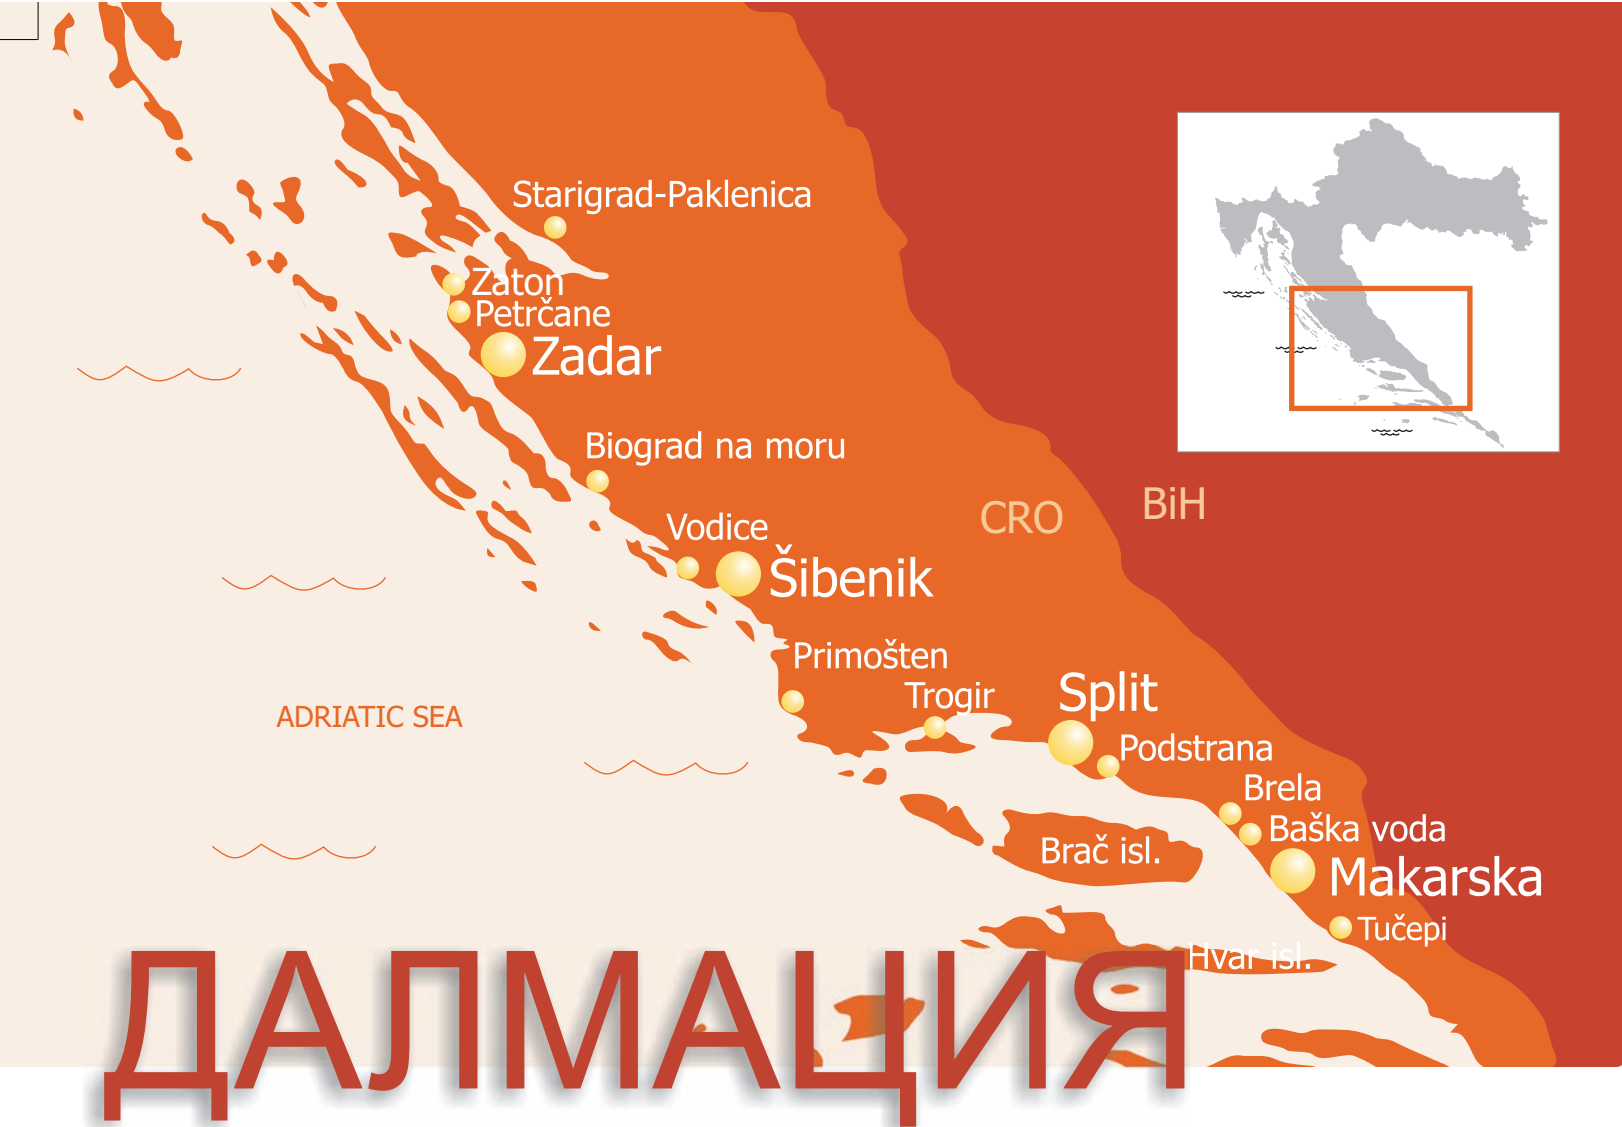 Starigrad-Paklenica
Zaton
Petrčane
Zadar
Biograd na moru
CRO
BiH
Vodice
Šibenik
Primošten
Trogir
Split
ADRIATIC SEA
Podstrana
Brela
Baška voda
Brač isl.
Makarska
Tučepi
Hvar isl.
ДАЛМАЦИЯ